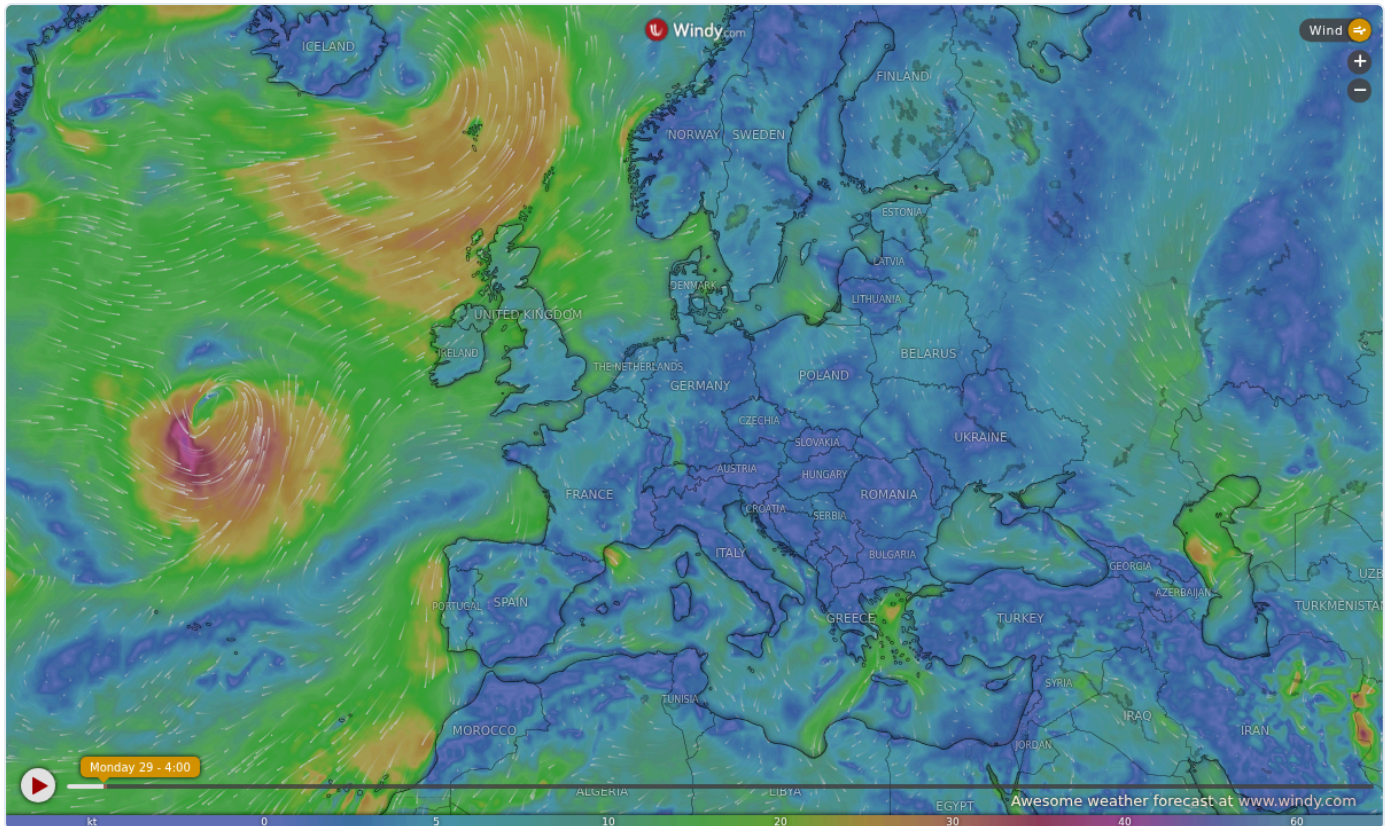 Windy.com
Wind
+
−
ICELAND
FINLAND
NORWAY
SWEDEN
ESTONIA
LATVIA
DENMARK
LITHUANIA
UNITED KINGDOM
IRELAND
BELARUS
THE NETHERLANDS
POLAND
GERMANY
CZECHIA
UKRAINE
SLOVAKIA
AUSTRIA
HUNGARY
FRANCE
ROMANIA
CROATIA
SERBIA
ITALY
BULGARIA
GEORGIA
UZB
AZERBAIJAN
PORTUGAL
SPAIN
TURKMENISTAN
GREECE
TURKEY
SYRIA
TUNISIA
IRAQ
MOROCCO
IRAN
JORDAN
Monday 29 - 4:00
ALGERIA
LIBYA
EGYPT
Awesome weather forecast at www.windy.com
kt 0 5 10 20 30 40 60